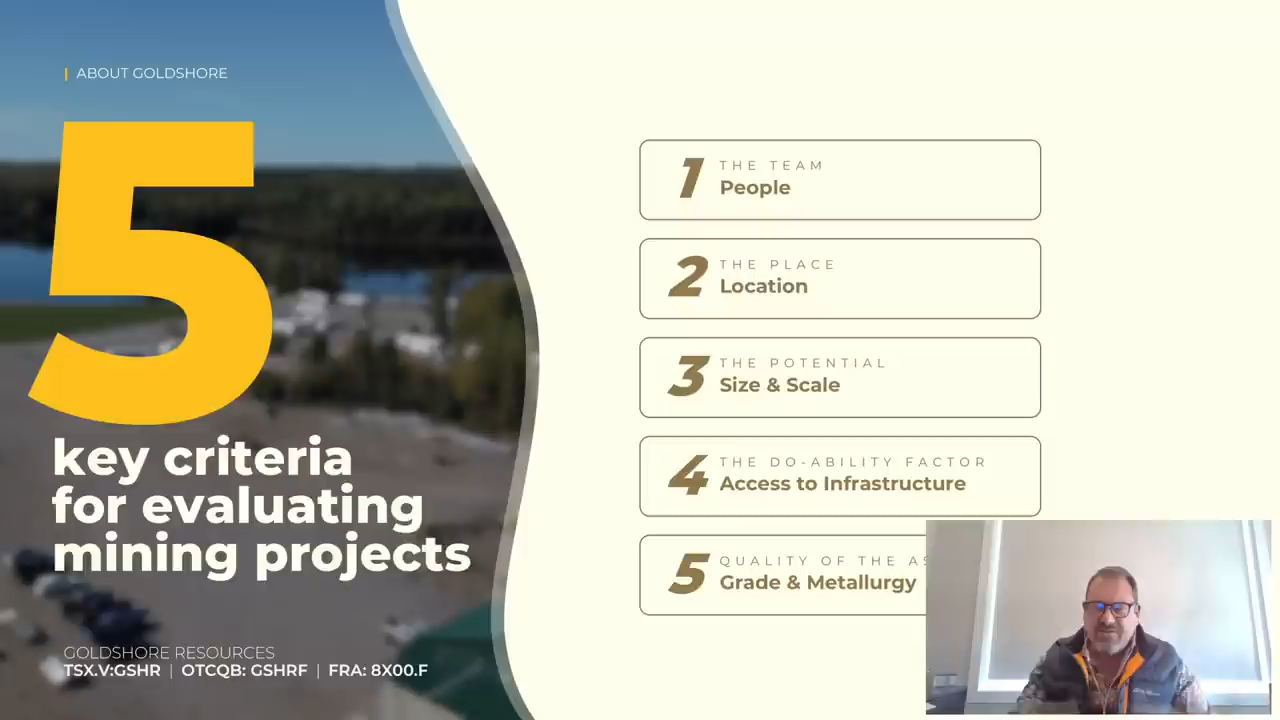 ABOUT GOLDSHORE
5
key criteria
for evaluating
mining projects
GOLDSHORE RESOURCES
TSX.V:GSHR | OTCQB: GSHRF | FRA: 8X00.F
1
THE TEAM
People
2
THE PLACE
Location
3
THE POTENTIAL
Size & Scale
4
THE DO-ABILITY FACTOR
Access to Infrastructure
5
QUALITY OF THE
Grade & Metallurgy